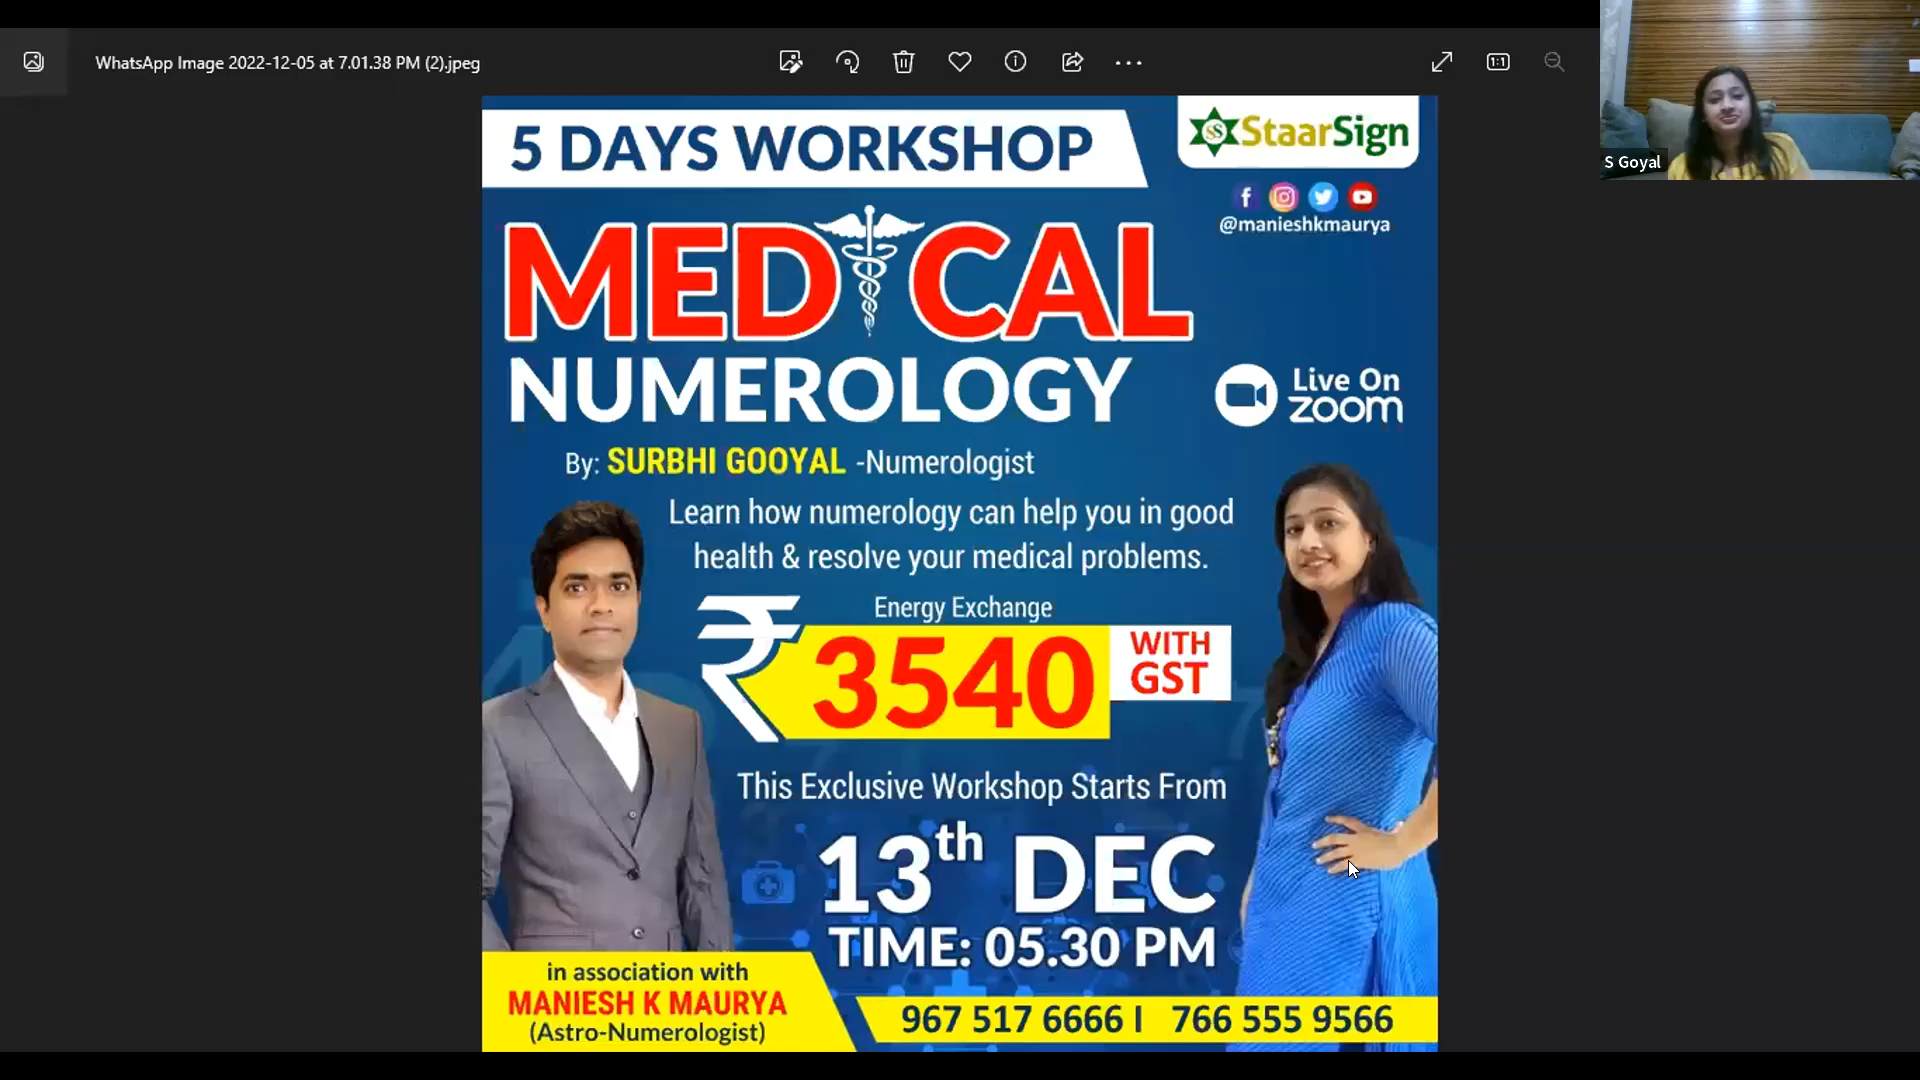 WhatsApp Image 2022-12-05 at 7.01.38 PM (2).jpeg
1:1
S Goyal
5 DAYS WORKSHOP
SS StaarSign
@manieshkmaurya
MEDICAL
NUMEROLOGY
Live On
zoom
By: SURBHI GOOYAL -Numerologist
Learn how numerology can help you in good
health & resolve your medical problems.
Energy Exchange
₹ 3540 WITH GST
This Exclusive Workshop Starts From
13th DEC
TIME: 05.30 PM
in association with
MANIESH K MAURYA
(Astro-Numerologist)
967 517 6666 I 766 555 9566